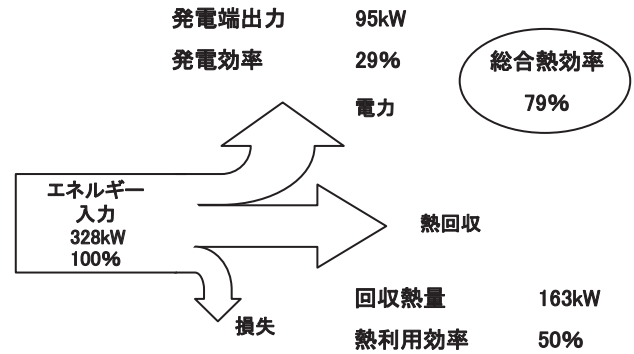 発電端出力 95kW
発電効率 29%
総合熱効率
79%
電力
エネルギー
入力
328kW
100%
熱回収
損失
回収熱量 163kW
熱利用効率 50%